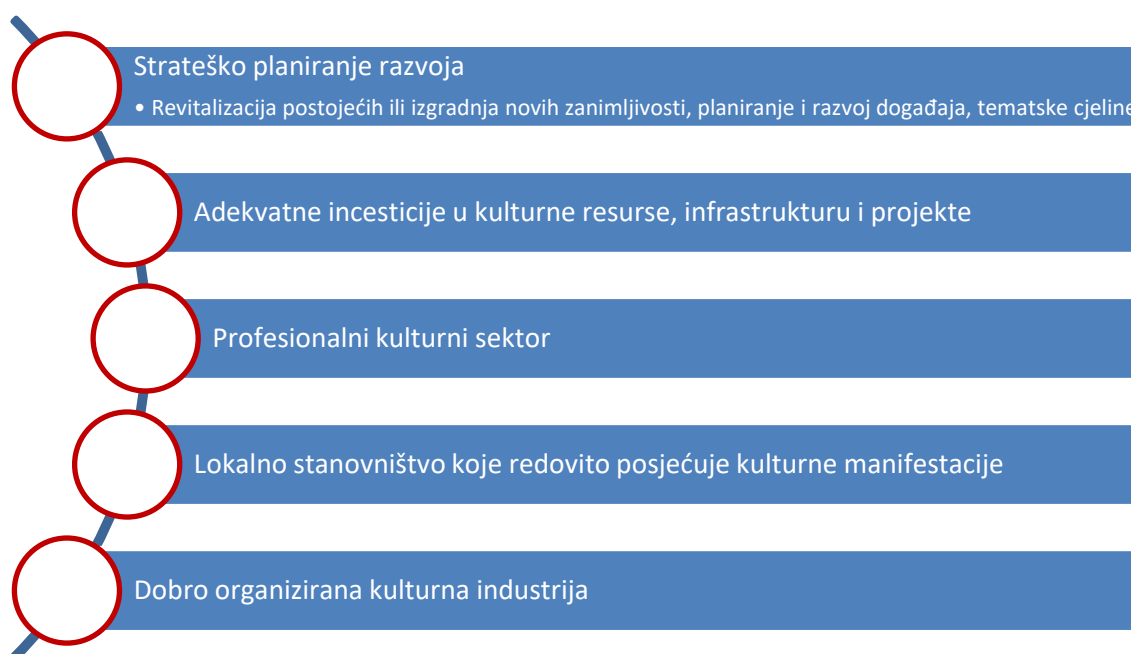 Strateško planiranje razvoja
• Revitalizacija postojećih ili izgradnja novih zanimljivosti, planiranje i razvoj događaja, tematske cjeline
Adekvatne incesticije u kulturne resurse, infrastrukturu i projekte
Profesionalni kulturni sektor
Lokalno stanovništvo koje redovito posjećuje kulturne manifestacije
Dobro organizirana kulturna industrija